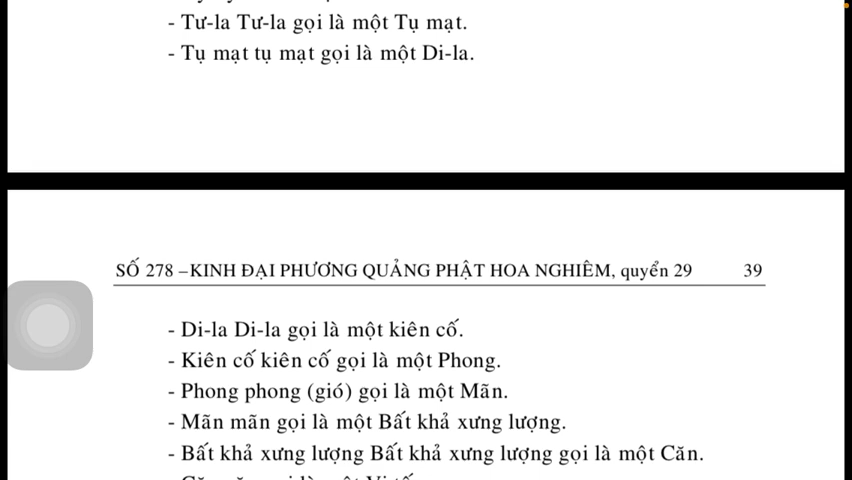 - Tư-la Tư-la gọi là một Tụ mạt.
- Tụ mạt tụ mạt gọi là một Di-la.
SỐ 278 –KINH ĐẠI PHƯƠNG QUẢNG PHẬT HOA NGHIÊM, quyển 29 39
- Di-la Di-la gọi là một kiên cố.
- Kiên cố kiên cố gọi là một Phong.
- Phong phong (gió) gọi là một Mãn.
- Mãn mãn gọi là một Bất khả xưng lượng.
- Bất khả xưng lượng Bất khả xưng lượng gọi là một Căn.